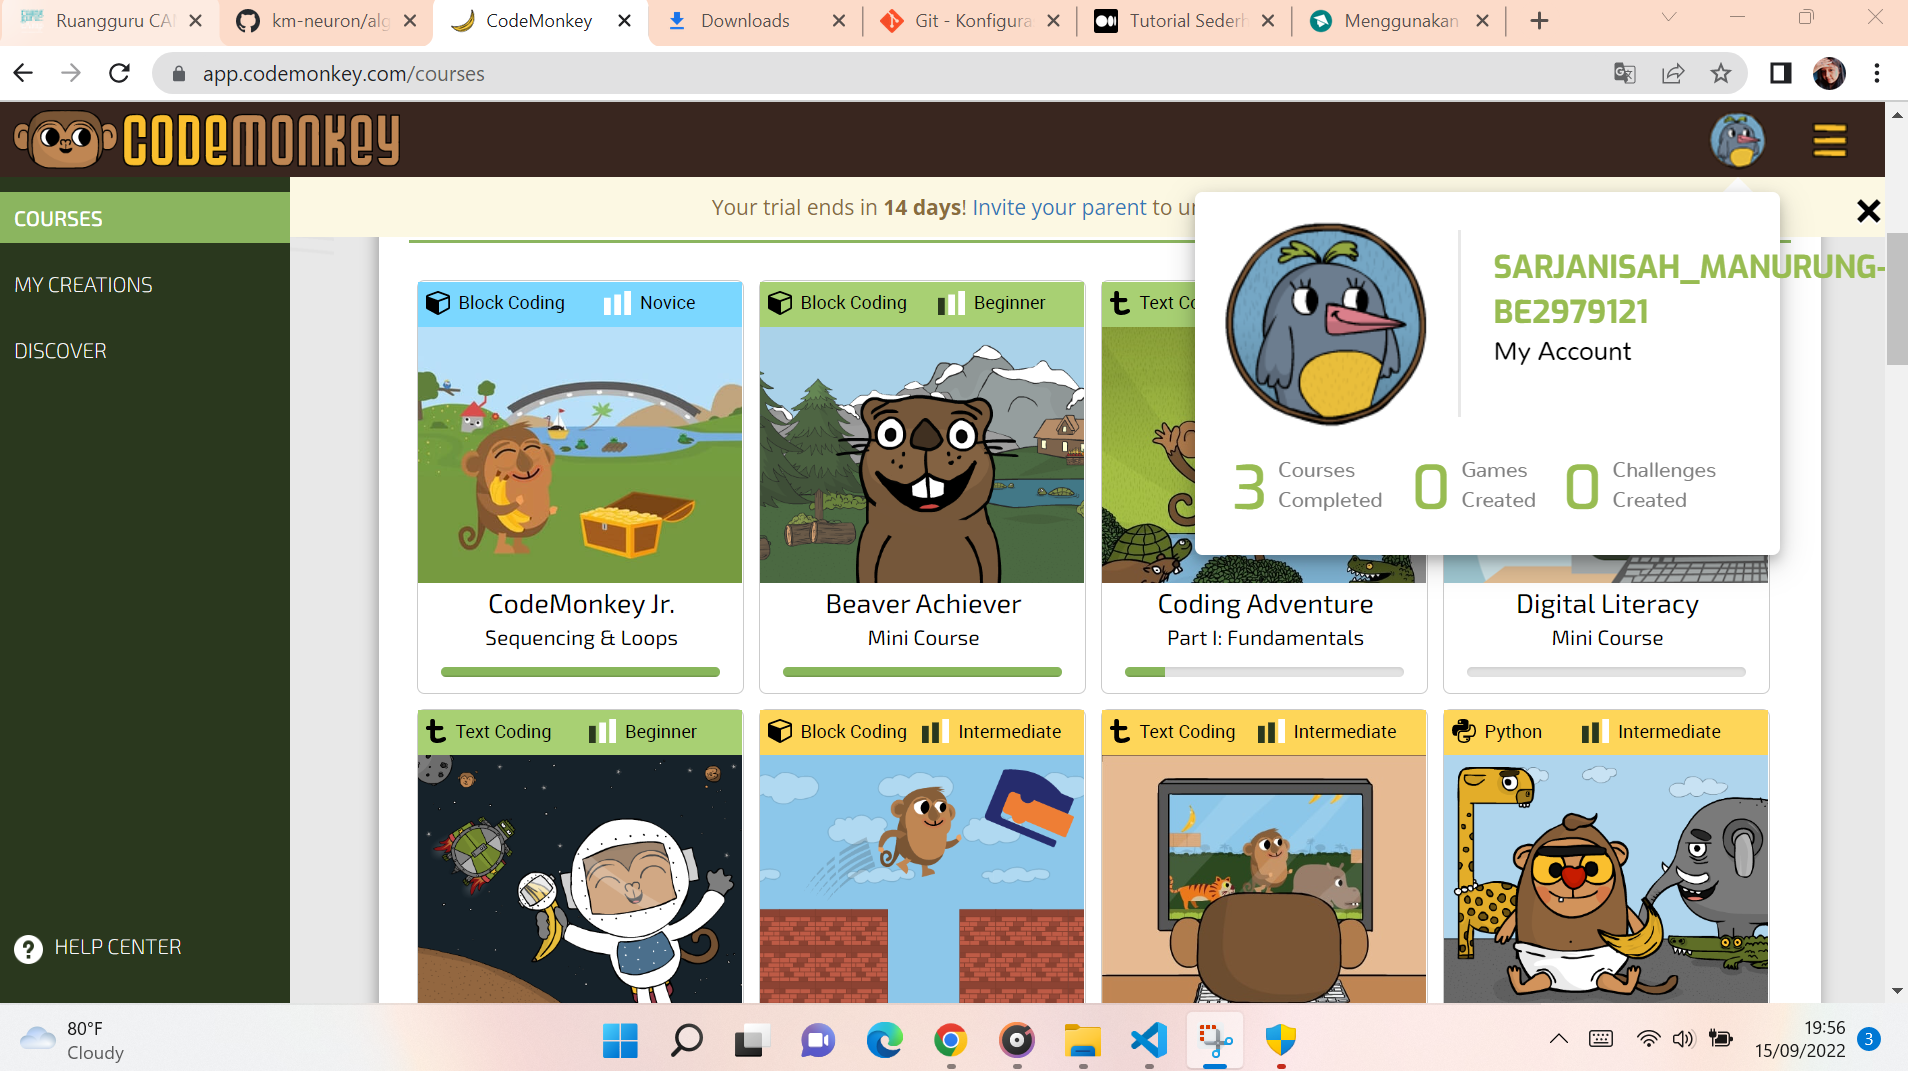 Ruangguru CA
km-neuron/alg
CodeMonkey
Downloads
Git - Konfigura
Tutorial Sederh
Menggunakan
app.codemonkey.com/courses
CODEMONKEY
COURSES
MY CREATIONS
DISCOVER
HELP CENTER
Your trial ends in 14 days! Invite your parent to u
SARJANISAH_MANURUNG-
BE2979121
My Account
3 Courses Completed
0 Games Created
0 Challenges Created
Block Coding Novice
CodeMonkey Jr.
Sequencing & Loops
Block Coding Beginner
Beaver Achiever
Mini Course
Text Co
Coding Adventure
Part I: Fundamentals
Digital Literacy
Mini Course
Text Coding Beginner
Block Coding Intermediate
Text Coding Intermediate
Python Intermediate
80°F
Cloudy
19:56
15/09/2022
3